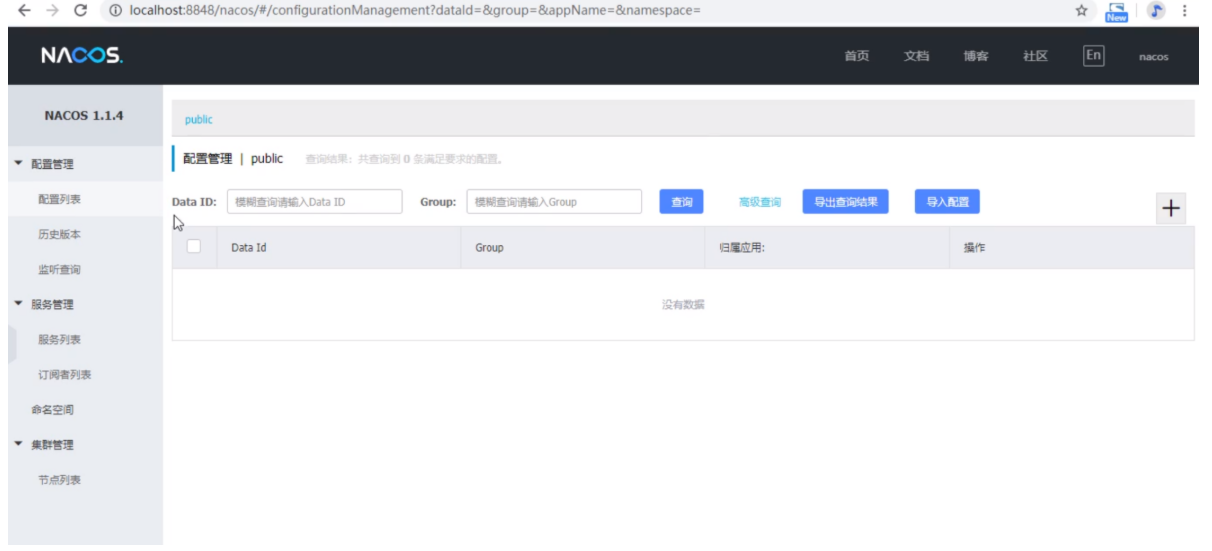 localhost:8848/nacos/#/configurationManagement?dataId=&group=&appName=&namespace=
New
NACOS.
首页 文档 博客 社区 En nacos
NACOS 1.1.4
public
配置管理
配置管理 | public 查询结果：共查询到 0 条满足要求的配置。
配置列表
Data ID: 模糊查询请输入Data ID Group: 模糊查询请输入Group 查询 高级查询 导出查询结果 导入配置 +
历史版本
Data Id Group 归属应用: 操作
监听查询
服务管理
没有数据
服务列表
订阅者列表
命名空间
集群管理
节点列表